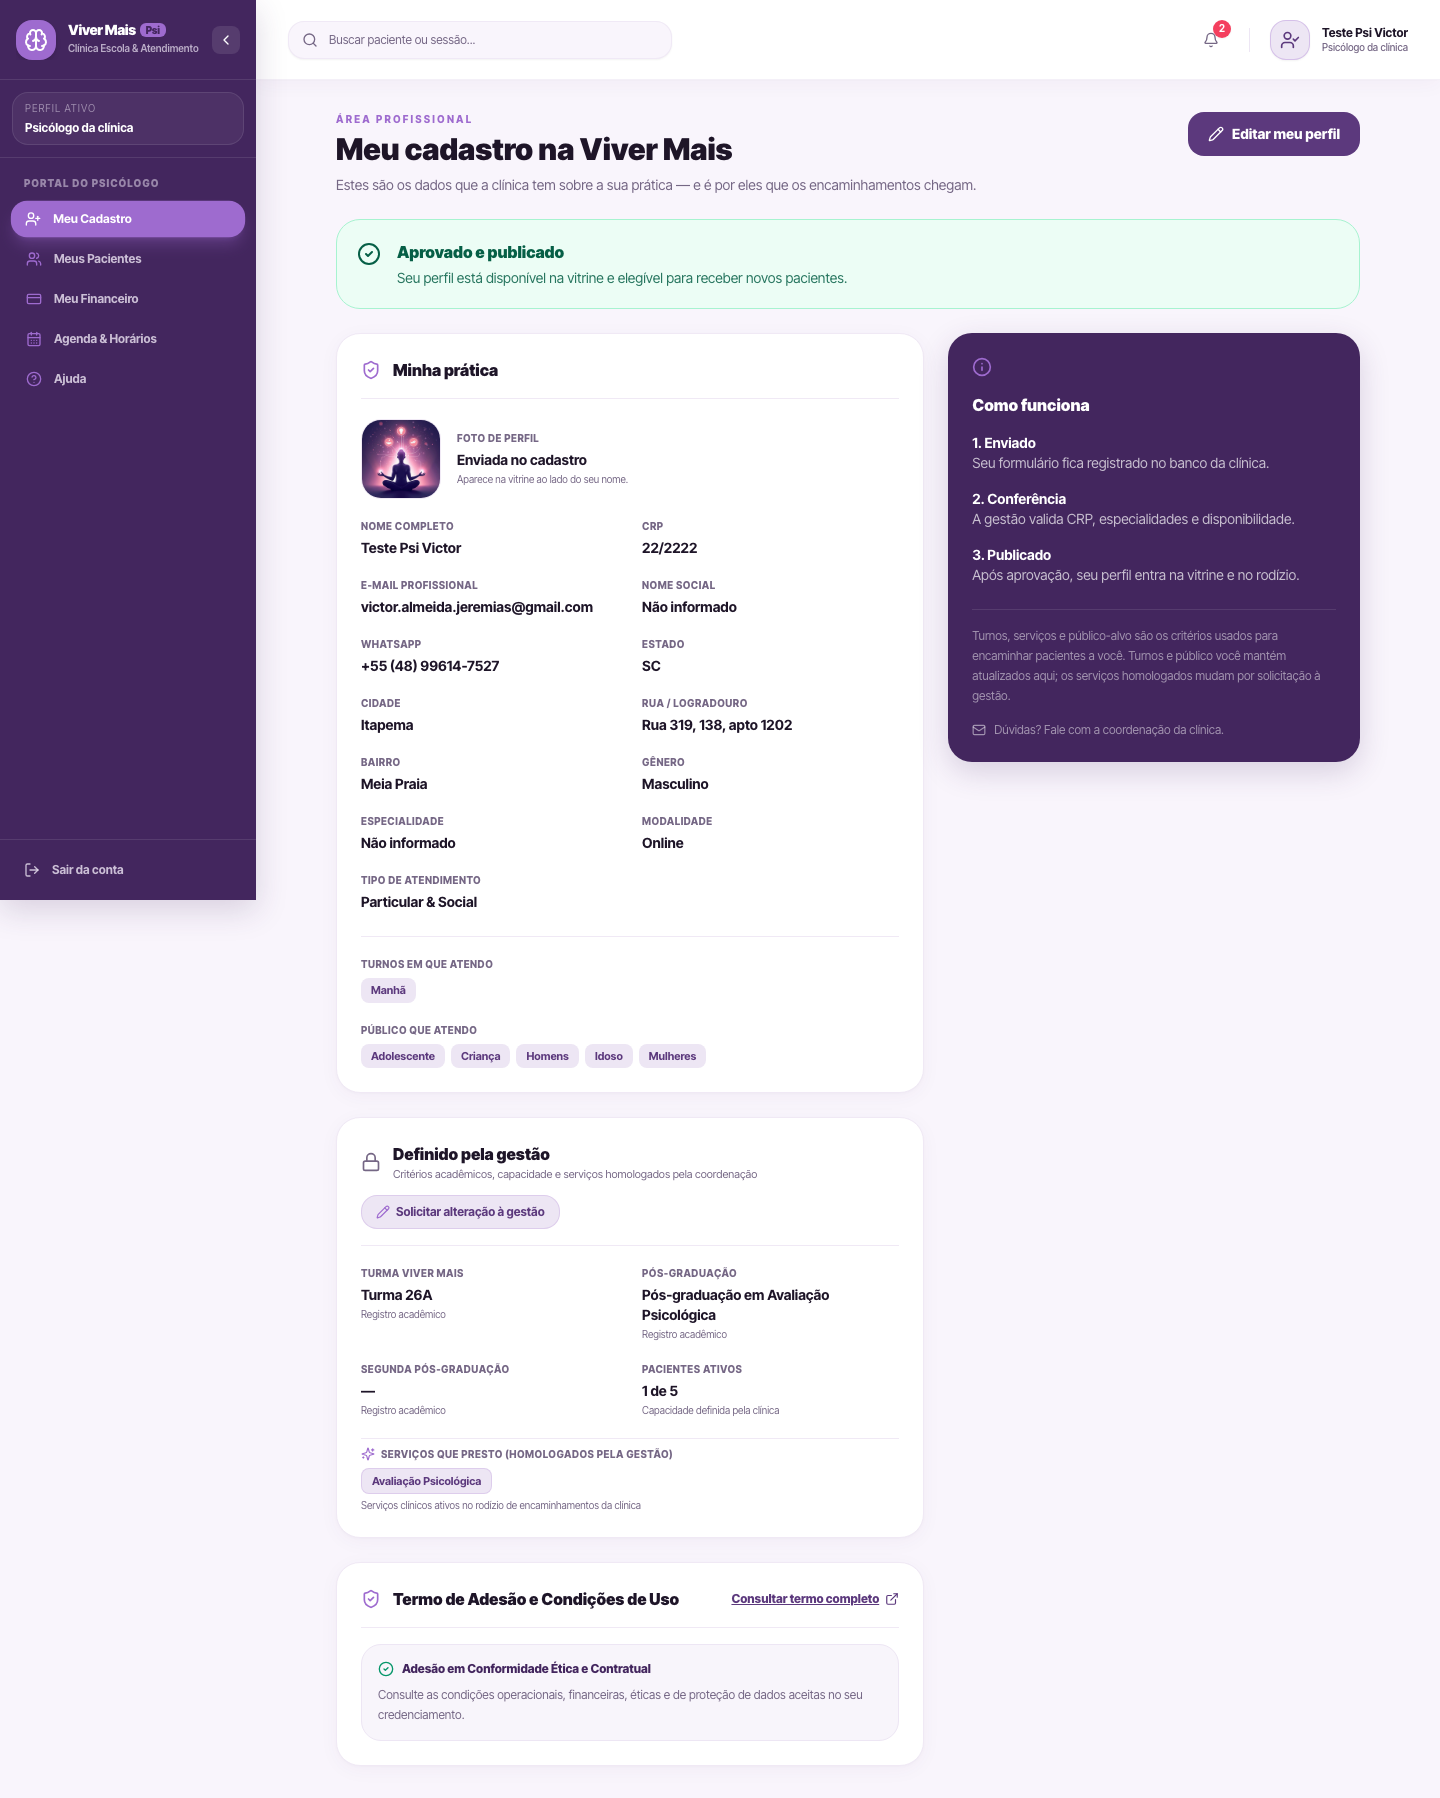 Viver Mais Psi
Clínica Escola & Atendimento
PERFIL ATIVO
Psicólogo da clínica
PORTAL DO PSICÓLOGO
Meu Cadastro
Meus Pacientes
Meu Financeiro
Agenda & Horários
Ajuda
Sair da conta
Buscar paciente ou sessão...
2
Teste Psi Victor
Psicólogo da clínica
ÁREA PROFISSIONAL
Meu cadastro na Viver Mais
Estes são os dados que a clínica tem sobre a sua prática — e é por eles que os encaminhamentos chegam.
Editar meu perfil
Aprovado e publicado
Seu perfil está disponível na vitrine e elegível para receber novos pacientes.
Minha prática
FOTO DE PERFIL
Enviada no cadastro
Aparece na vitrine ao lado do seu nome.
NOME COMPLETO
Teste Psi Victor
CRP
22/2222
E-MAIL PROFISSIONAL
victor.almeida.jeremias@gmail.com
NOME SOCIAL
Não informado
WHATSAPP
+55 (48) 99614-7527
ESTADO
SC
CIDADE
Itapema
RUA / LOGRADOURO
Rua 319, 138, apto 1202
BAIRRO
Meia Praia
GÊNERO
Masculino
ESPECIALIDADE
Não informado
MODALIDADE
Online
TIPO DE ATENDIMENTO
Particular & Social
TURNOS EM QUE ATENDO
Manhã
PÚBLICO QUE ATENDO
Adolescente Criança Homens Idoso Mulheres
Como funciona
1. Enviado
Seu formulário fica registrado no banco da clínica.
2. Conferência
A gestão valida CRP, especialidades e disponibilidade.
3. Publicado
Após aprovação, seu perfil entra na vitrine e no rodízio.
Turnos, serviços e público-alvo são os critérios usados para
encaminhar pacientes a você. Turnos e público você mantém
atualizados aqui; os serviços homologados mudam por solicitação à
gestão.
Dúvidas? Fale com a coordenação da clínica.
Definido pela gestão
Critérios acadêmicos, capacidade e serviços homologados pela coordenação
Solicitar alteração à gestão
TURMA VIVER MAIS
Turma 26A
Registro acadêmico
PÓS-GRADUAÇÃO
Pós-graduação em Avaliação
Psicológica
Registro acadêmico
SEGUNDA PÓS-GRADUAÇÃO
—
Registro acadêmico
PACIENTES ATIVOS
1 de 5
Capacidade definida pela clínica
SERVIÇOS QUE PRESTO (HOMOLOGADOS PELA GESTÃO)
Avaliação Psicológica
Serviços clínicos ativos no rodízio de encaminhamentos da clínica
Termo de Adesão e Condições de Uso
Consultar termo completo
Adesão em Conformidade Ética e Contratual
Consulte as condições operacionais, financeiras, éticas e de proteção de dados aceitas no seu
credenciamento.